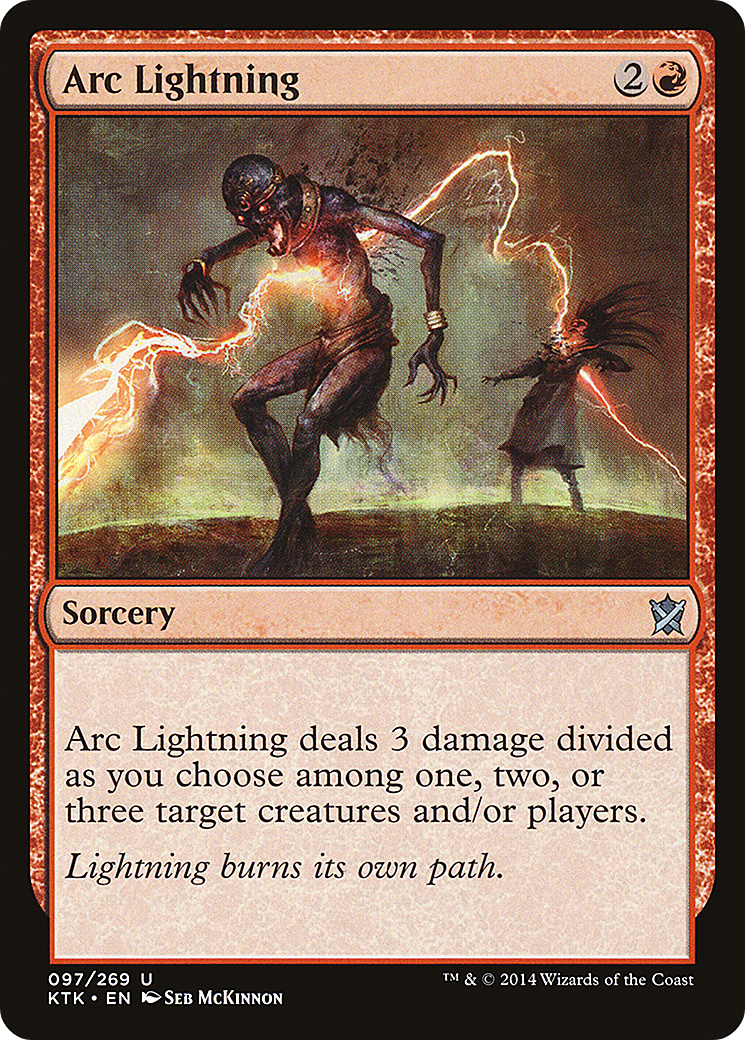 Arc Lightning 2
Sorcery
Arc Lightning deals 3 damage divided
as you choose among one, two, or
three target creatures and/or players.
Lightning burns its own path.
097/269 U
KTK • EN Seb McKinnon
™ & © 2014 Wizards of the Coast